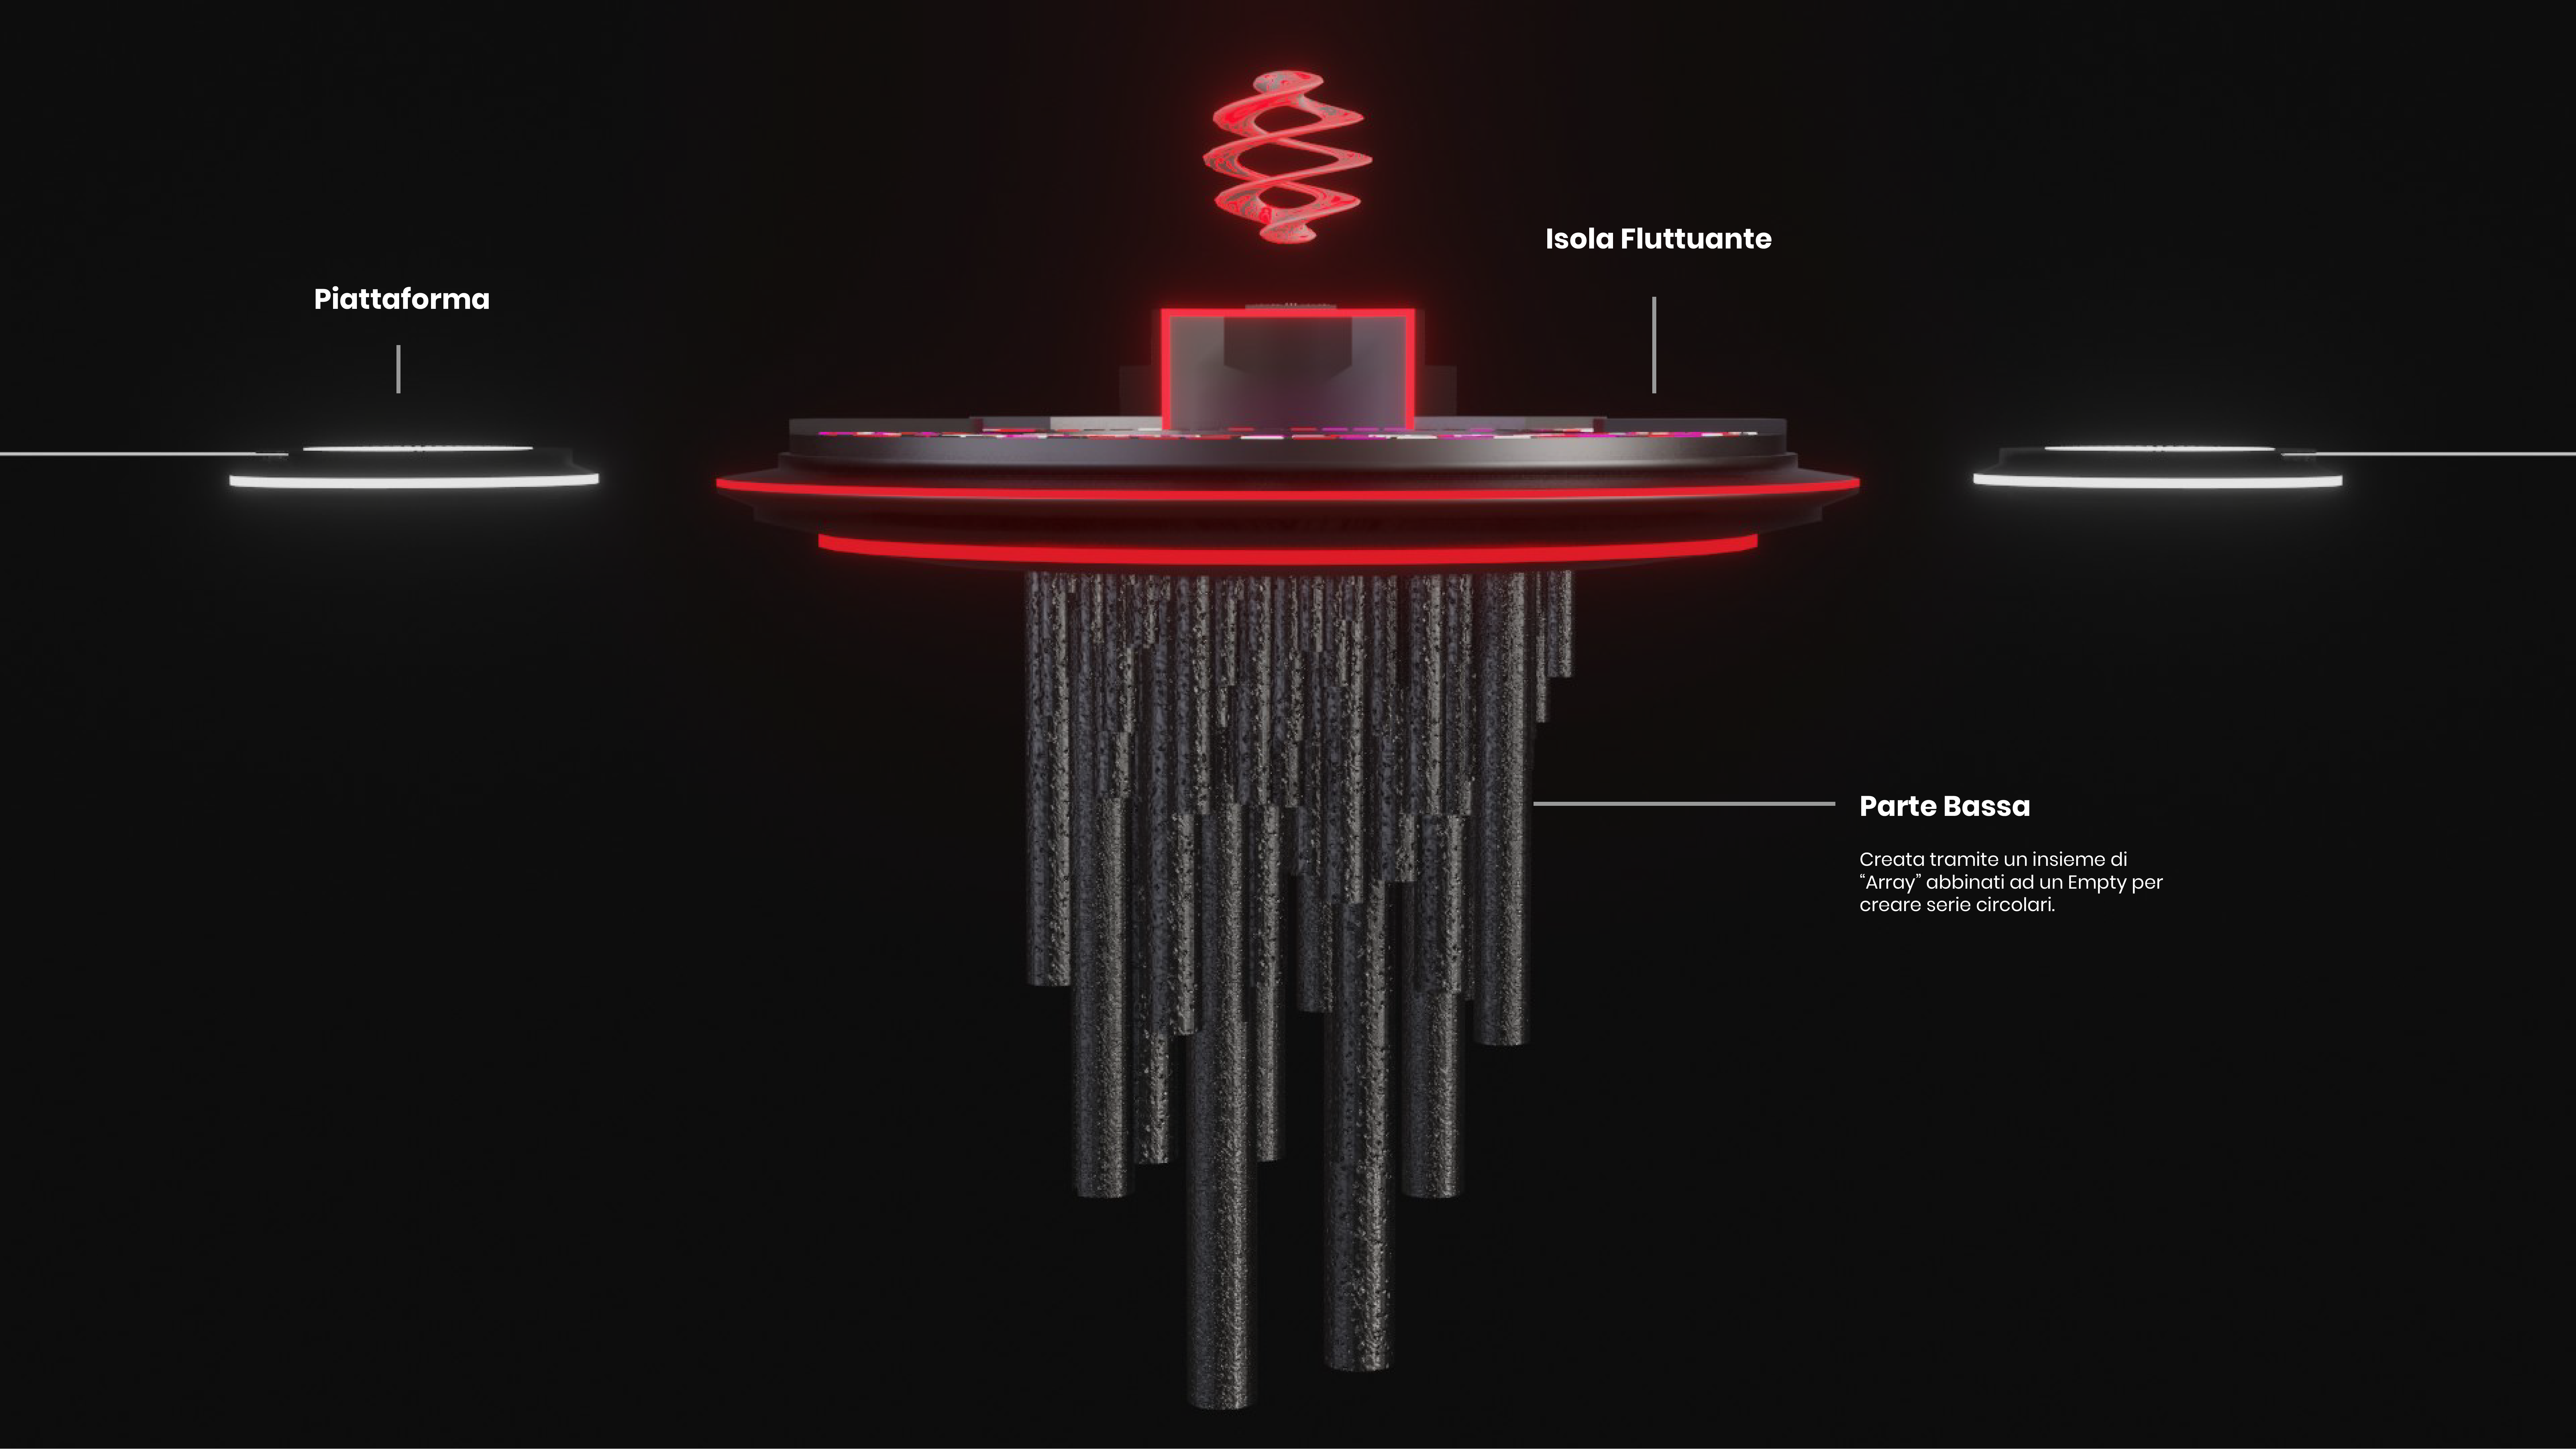 Piattaforma
Isola Fluttuante
Parte Bassa
Creata tramite un insieme di
“Array” abbinati ad un Empty per
creare serie circolari.